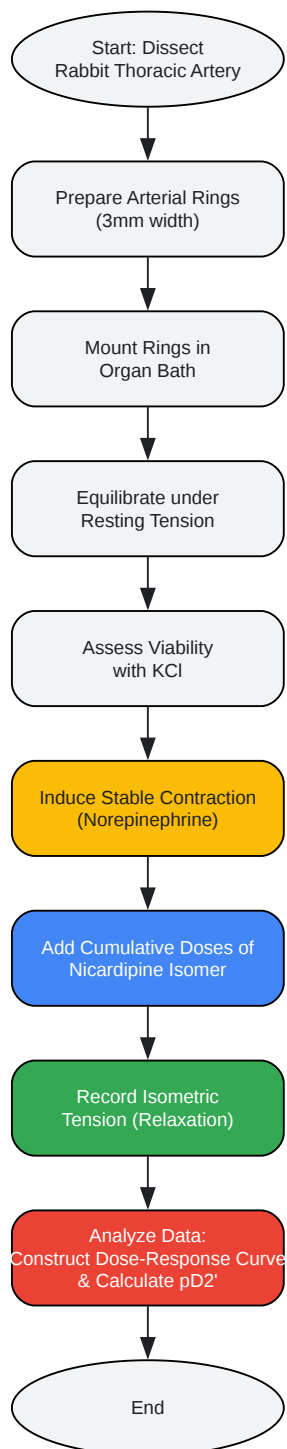 Start: Dissect
Rabbit Thoracic Artery
Prepare Arterial Rings
(3mm width)
Mount Rings in
Organ Bath
Equilibrate under
Resting Tension
Assess Viability
with KCl
Induce Stable Contraction
(Norepinephrine)
Add Cumulative Doses of
Nicardipine Isomer
Record Isometric
Tension (Relaxation)
Analyze Data:
Construct Dose-Response Curve
& Calculate pD2'
End